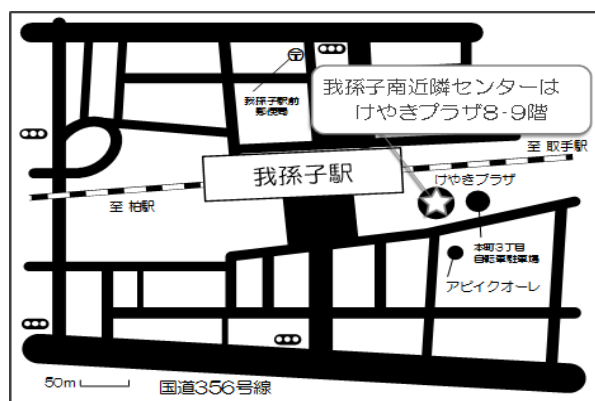 我孫子駅前
郵便局
我孫子南近隣センターは
けやきプラザ8-9階
至 取手駅
我孫子駅
けやきプラザ
至 柏駅
本町3丁目
自転車駐車場
アビイクオーレ
50m
国道356号線